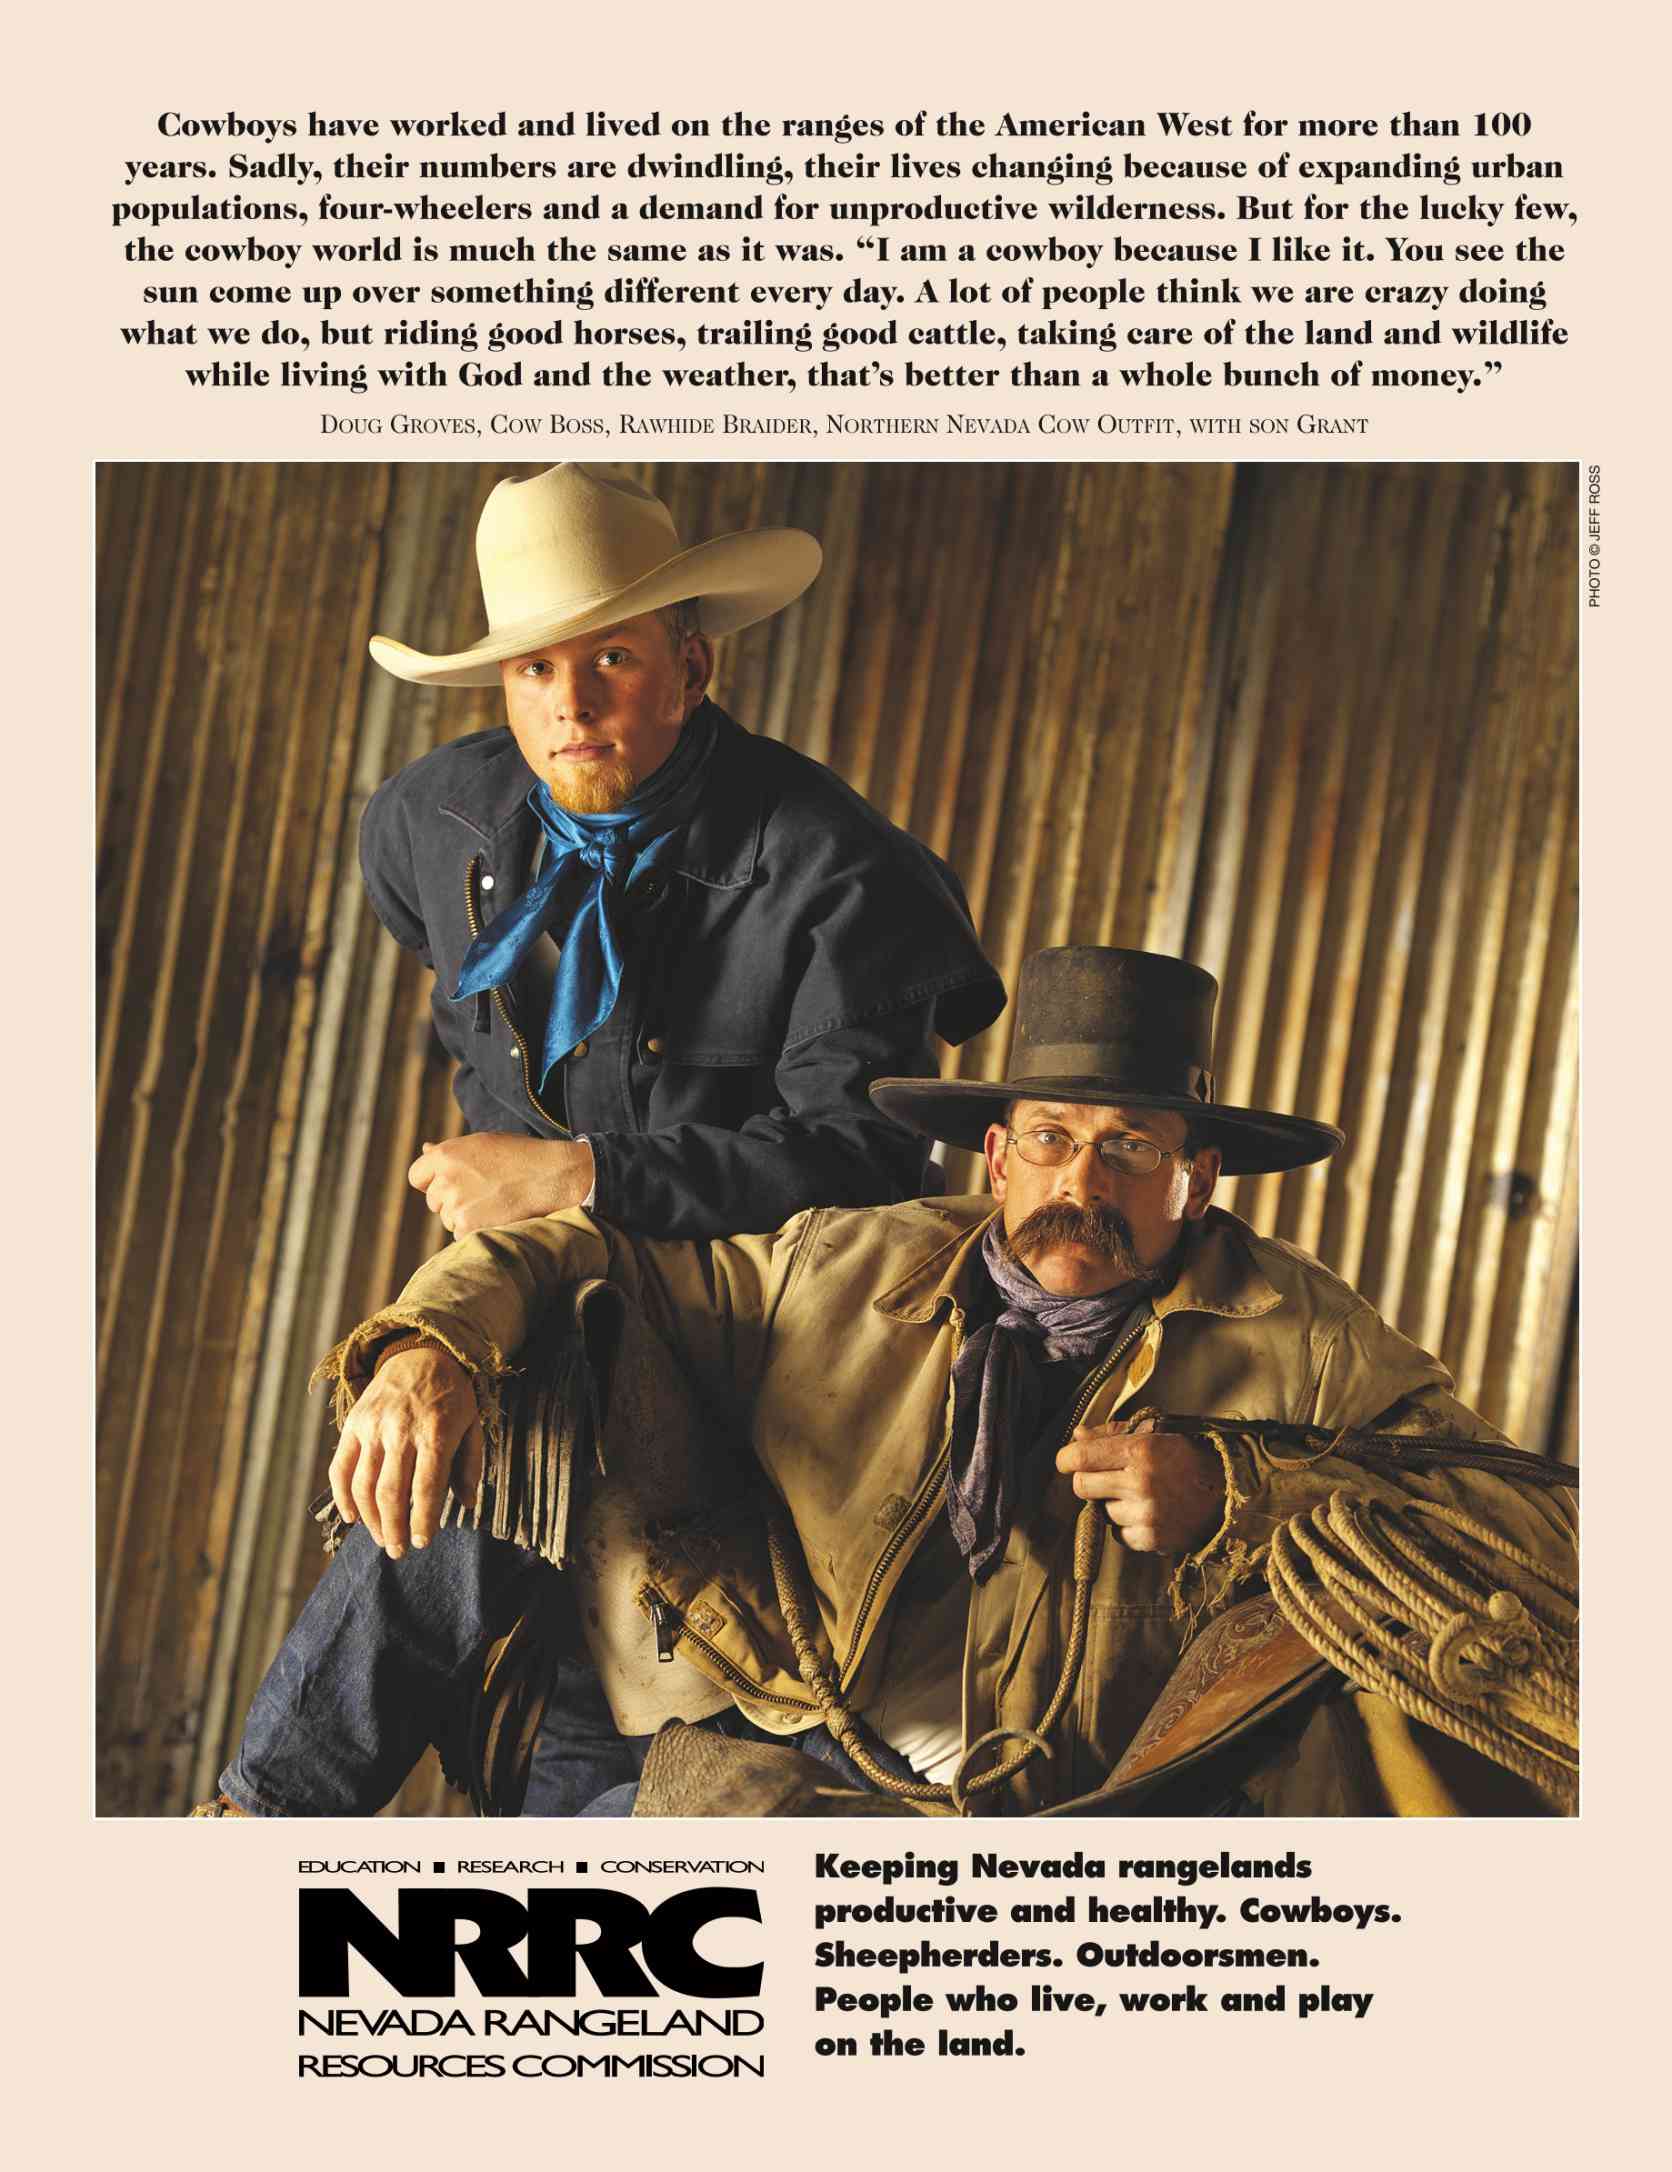 Cowboys have worked and lived on the ranges of the American West for more than 100
years. Sadly, their numbers are dwindling, their lives changing because of expanding urban
populations, four-wheelers and a demand for unproductive wilderness. But for the lucky few,
the cowboy world is much the same as it was. “I am a cowboy because I like it. You see the
sun come up over something different every day. A lot of people think we are crazy doing
what we do, but riding good horses, trailing good cattle, taking care of the land and wildlife
while living with God and the weather, that’s better than a whole bunch of money.”
Doug Groves, Cow Boss, Rawhide Braider, Northern Nevada Cow Outfit, with son Grant
PHOTO © JEFF ROSS
EDUCATION ■ RESEARCH ■ CONSERVATION
NRRC
NEVADA RANGELAND
RESOURCES COMMISSION
Keeping Nevada rangelands
productive and healthy. Cowboys.
Sheepherders. Outdoorsmen.
People who live, work and play
on the land.